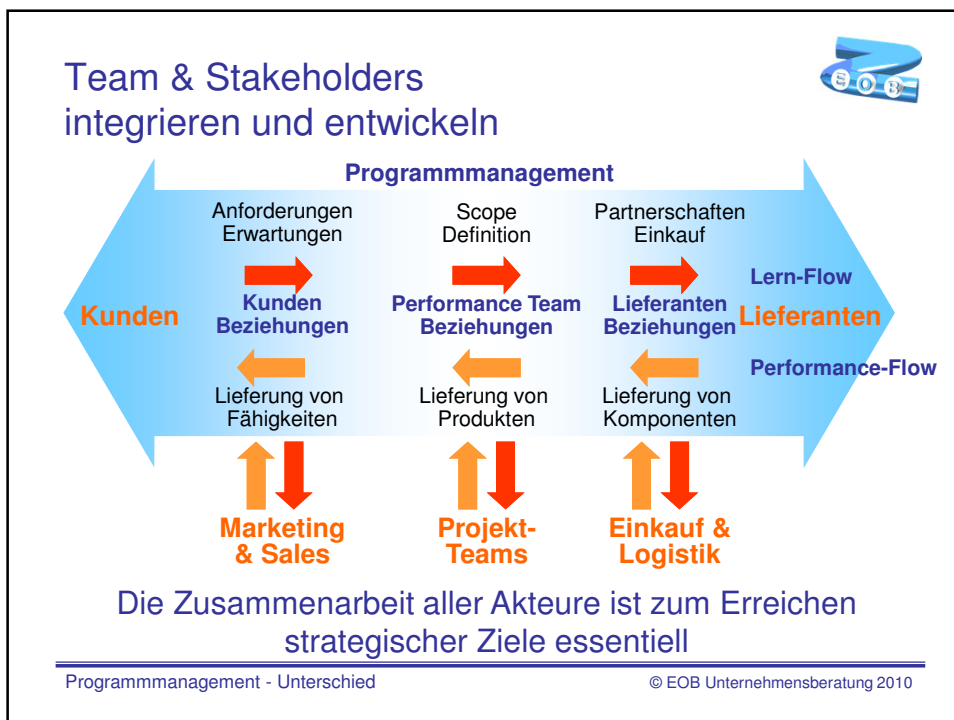 Team & Stakeholders
integrieren und entwickeln
EOB
Programmmanagement
Anforderungen
Erwartungen
Scope
Definition
Partnerschaften
Einkauf
Lern-Flow
Kunden
Kunden
Beziehungen
Performance Team
Beziehungen
Lieferanten
Beziehungen
Lieferanten
Performance-Flow
Lieferung von
Fähigkeiten
Lieferung von
Produkten
Lieferung von
Komponenten
Marketing
& Sales
Projekt-
Teams
Einkauf &
Logistik
Die Zusammenarbeit aller Akteure ist zum Erreichen
strategischer Ziele essentiell
Programmmanagement - Unterschied
© EOB Unternehmensberatung 2010